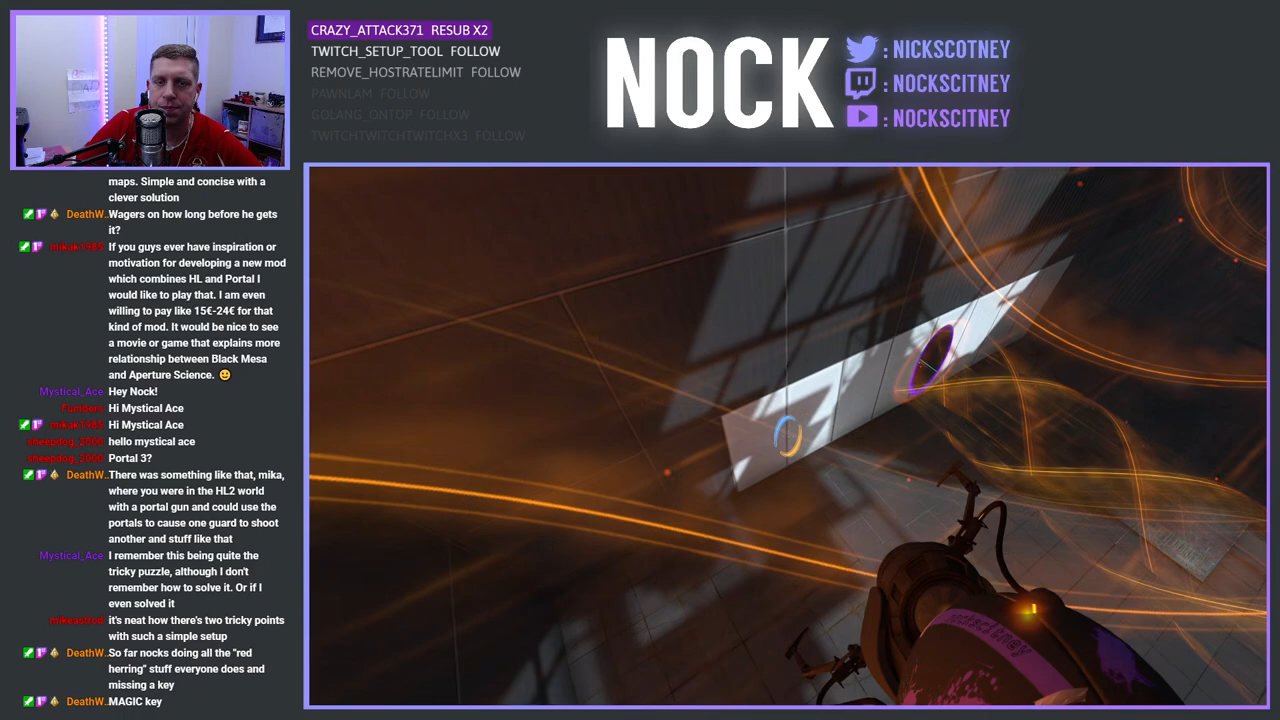 CRAZY_ATTACK371 RESUB X2
TWITCH_SETUP_TOOL FOLLOW
REMOVE_HOSTRATELIMIT FOLLOW
PAWNLAM FOLLOW
GOLANG_ONTOP FOLLOW
TWITCHTWITCHTWITCHX3 FOLLOW
NOCK
: NICKSCOTNEY
: NOCKSCITNEY
: NOCKSCITNEY
maps. Simple and concise with a
clever solution
DeathW.. Wagers on how long before he gets
it?
mikak1985: If you guys ever have inspiration or
motivation for developing a new mod
which combines HL and Portal I
would like to play that. I am even
willing to pay like 15€-24€ for that
kind of mod. It would be nice to see
a movie or game that explains more
relationship between Black Mesa
and Aperture Science. 🙂
Mystical_Ace: Hey Nock!
Fumbers: Hi Mystical Ace
mikak1985: Hi Mystical Ace
sheepdog_2000: hello mystical ace
sheepdog_2000: Portal 3?
DeathW.. There was something like that, mika,
where you were in the HL2 world
with a portal gun and could use the
portals to cause one guard to shoot
another and stuff like that
Mystical_Ace: I remember this being quite the
tricky puzzle, although I don't
remember how to solve it. Or if I
even solved it
mikeastrod: it's neat how there's two tricky points
with such a simple setup
DeathW.. So far nocks doing all the "red
herring" stuff everyone does and
missing a key
DeathW.. MAGIC key